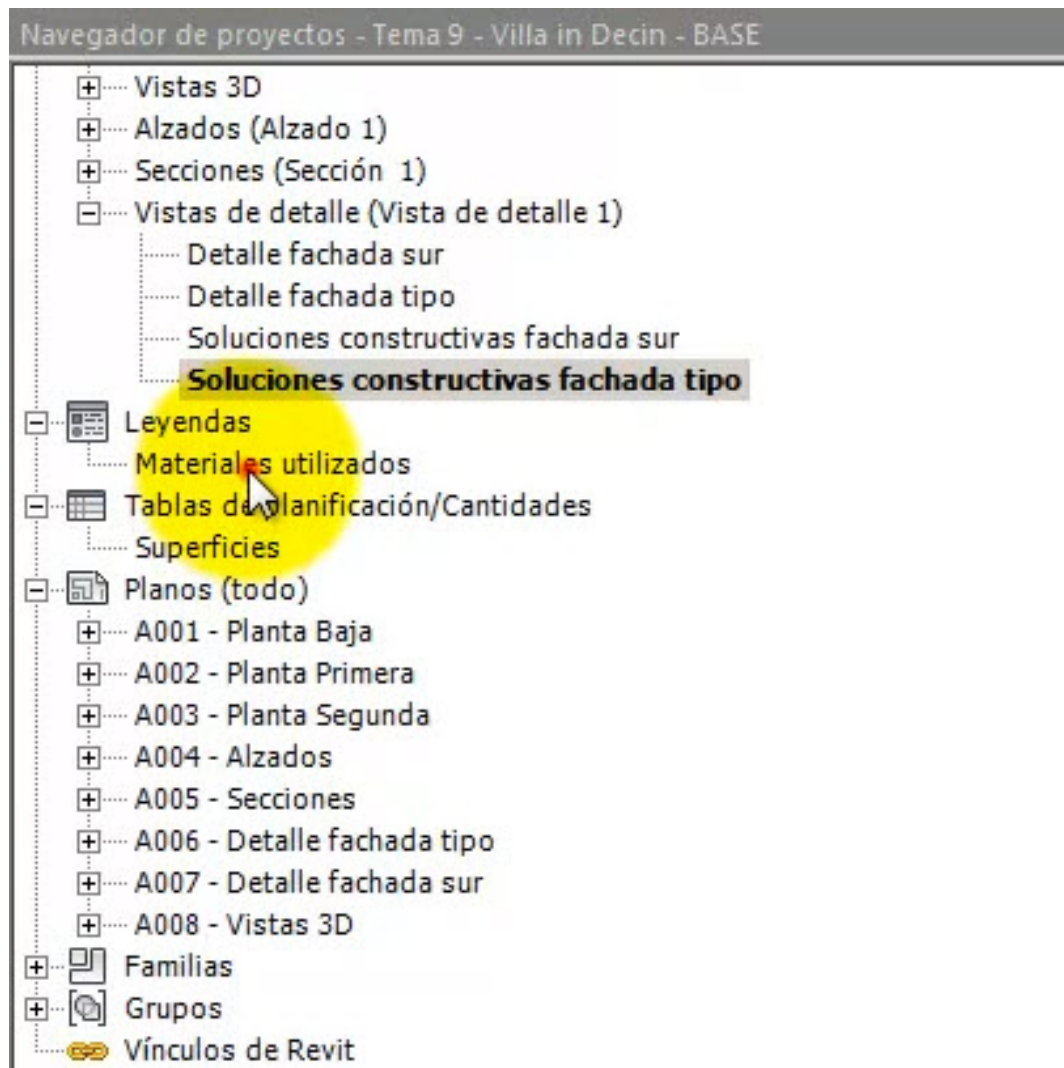 Navegador de proyectos - Tema 9 - Villa in Decin - BASE
Vistas 3D
Alzados (Alzado 1)
Secciones (Sección 1)
Vistas de detalle (Vista de detalle 1)
Detalle fachada sur
Detalle fachada tipo
Soluciones constructivas fachada sur
Soluciones constructivas fachada tipo
Leyendas
Materiales utilizados
Tablas de planificación/Cantidades
Superficies
Planos (todo)
A001 - Planta Baja
A002 - Planta Primera
A003 - Planta Segunda
A004 - Alzados
A005 - Secciones
A006 - Detalle fachada tipo
A007 - Detalle fachada sur
A008 - Vistas 3D
Familias
Grupos
Vínculos de Revit